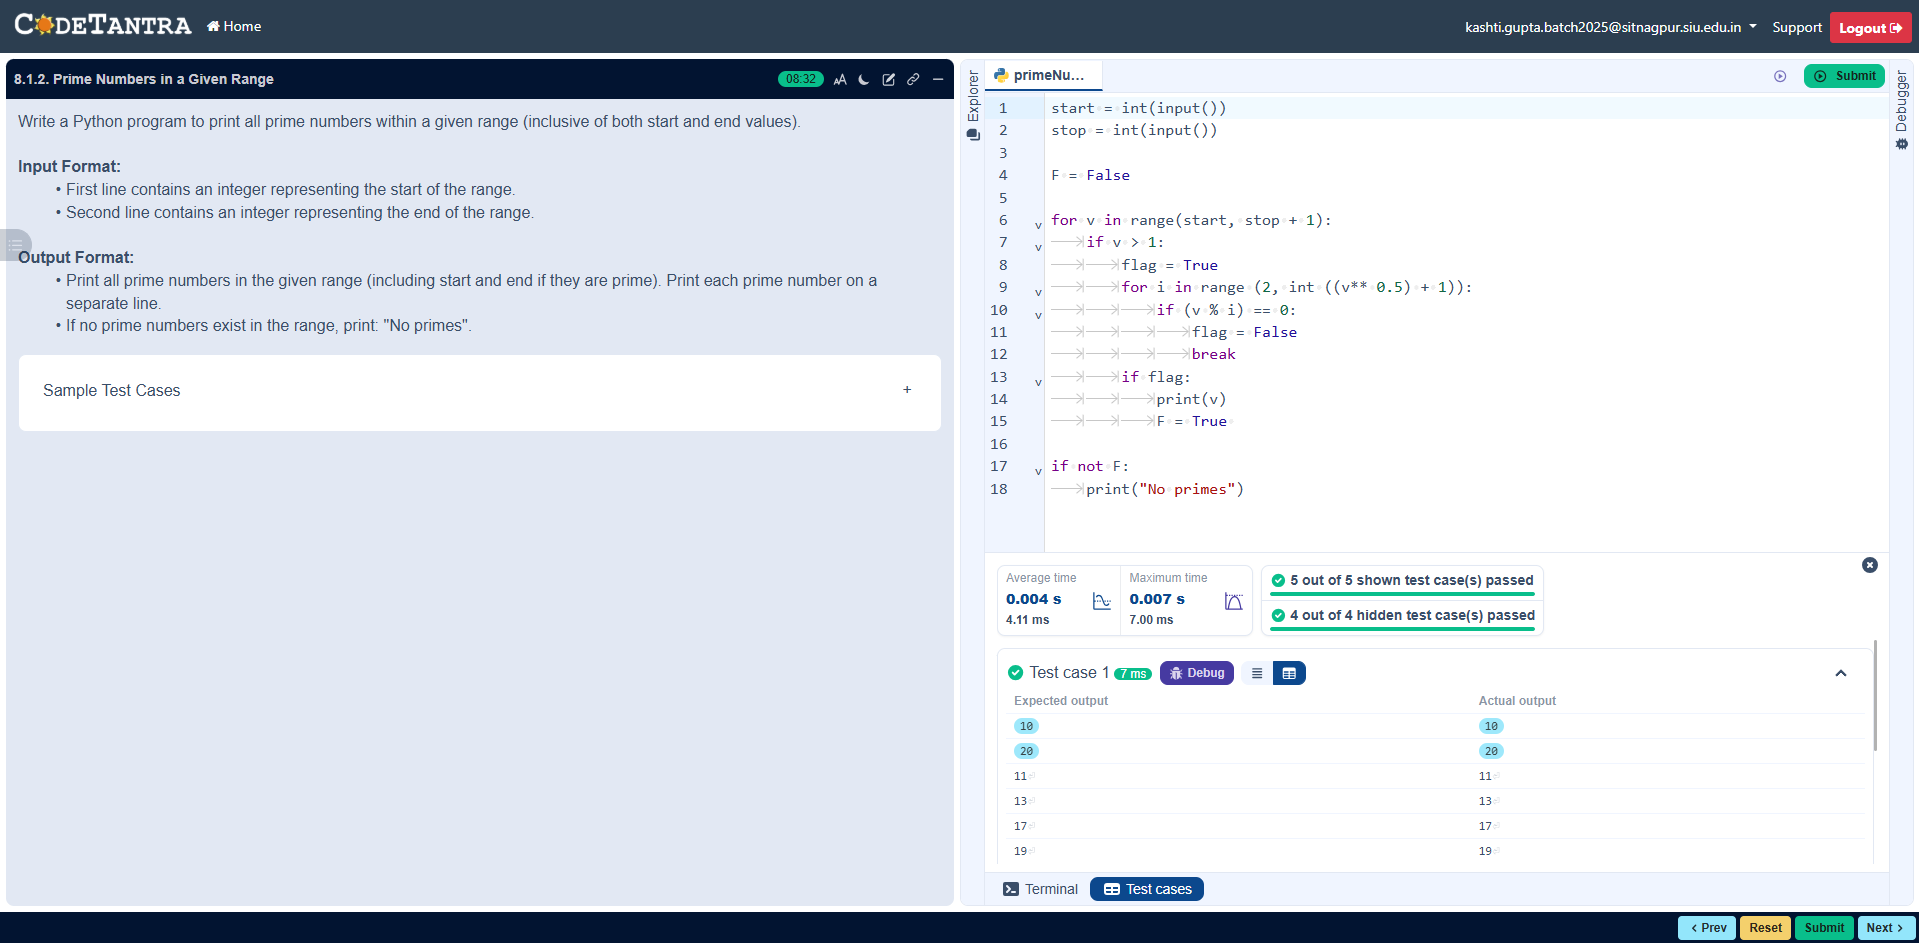 CODETANTRA
Home
kashti.gupta.batch2025@sitnagpur.siu.edu.in
Support
Logout
8.1.2. Prime Numbers in a Given Range
08:32
AA
Write a Python program to print all prime numbers within a given range (inclusive of both start and end values).
Input Format:
• First line contains an integer representing the start of the range.
• Second line contains an integer representing the end of the range.
Output Format:
• Print all prime numbers in the given range (including start and end if they are prime). Print each prime number on a
separate line.
• If no prime numbers exist in the range, print: "No primes".
Sample Test Cases
+
Explorer
primeNu...
Submit
Debugger
1 start = int(input())
2 stop = int(input())
3
4 F = False
5
6 for v in range(start, stop + 1):
7 if v > 1:
8 flag = True
9 for i in range (2, int ((v** 0.5) + 1)):
10 if (v % i) == 0:
11 flag = False
12 break
13 if flag:
14 print(v)
15 F = True
16
17 if not F:
18 print("No primes")
Average time
0.004 s
4.11 ms
Maximum time
0.007 s
7.00 ms
5 out of 5 shown test case(s) passed
4 out of 4 hidden test case(s) passed
Test case 1 7 ms Debug
Expected output Actual output
10 10
20 20
11 11
13 13
17 17
19 19
Terminal Test cases
< Prev Reset Submit Next >